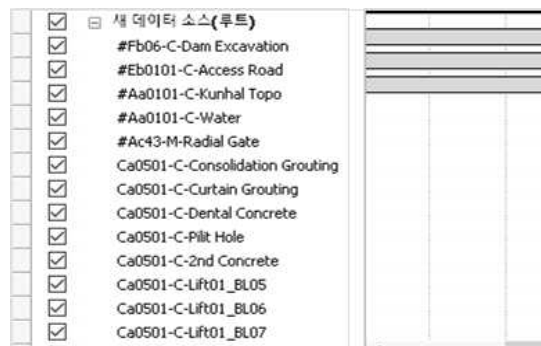 새 데이터 소스(루트)
#Fb06-C-Dam Excavation
#Eb0101-C-Access Road
#Aa0101-C-Kunhal Topo
#Aa0101-C-Water
#Ac43-M-Radial Gate
Ca0501-C-Consolidation Grouting
Ca0501-C-Curtain Grouting
Ca0501-C-Dental Concrete
Ca0501-C-Pilit Hole
Ca0501-C-2nd Concrete
Ca0501-C-Lift01_BL05
Ca0501-C-Lift01_BL06
Ca0501-C-Lift01_BL07